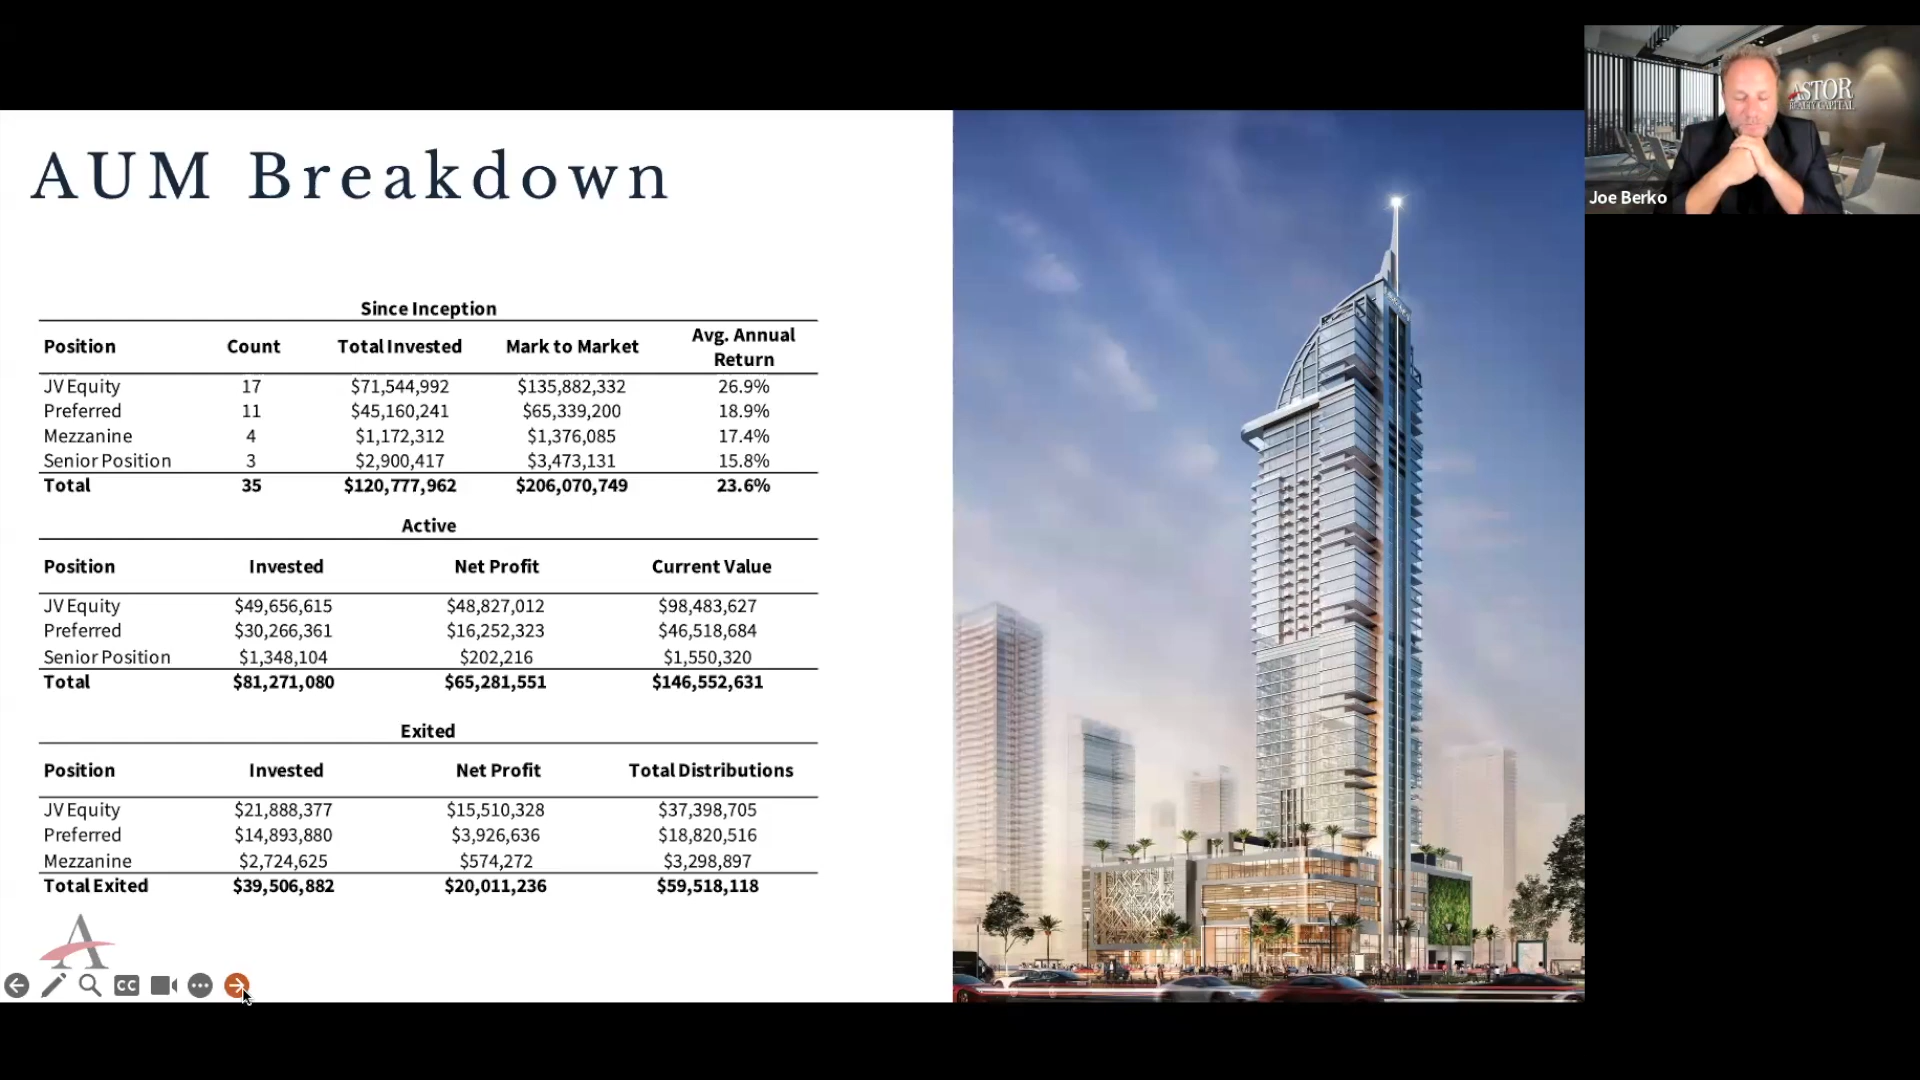 AUM Breakdown
Since Inception
Position Count Total Invested Mark to Market Avg. Annual Return
JV Equity 17 $71,544,992 $135,882,332 26.9%
Preferred 11 $45,160,241 $65,339,200 18.9%
Mezzanine 4 $1,172,312 $1,376,085 17.4%
Senior Position 3 $2,900,417 $3,473,131 15.8%
Total 35 $120,777,962 $206,070,749 23.6%
Active
Position Invested Net Profit Current Value
JV Equity $49,656,615 $48,827,012 $98,483,627
Preferred $30,266,361 $16,252,323 $46,518,684
Senior Position $1,348,104 $202,216 $1,550,320
Total $81,271,080 $65,281,551 $146,552,631
Exited
Position Invested Net Profit Total Distributions
JV Equity $21,888,377 $15,510,328 $37,398,705
Preferred $14,893,880 $3,926,636 $18,820,516
Mezzanine $2,724,625 $574,272 $3,298,897
Total Exited $39,506,882 $20,011,236 $59,518,118
A
CC
ASTOR
REALTY CAPITAL
Joe Berko